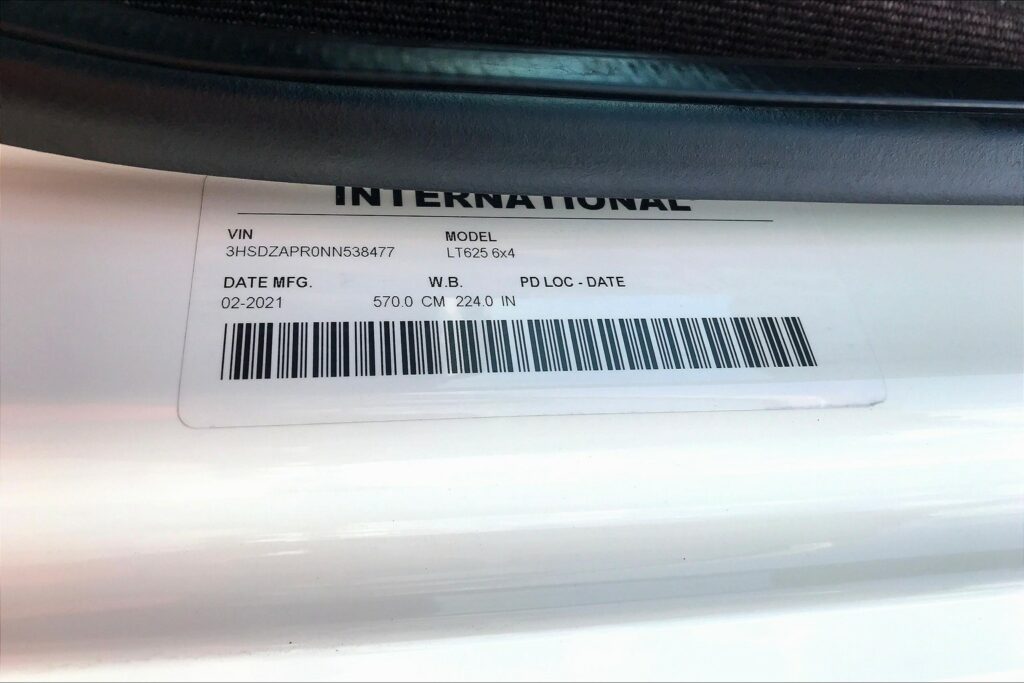 INTERNATIONAL
VIN MODEL
3HSDZAPR0NN538477 LT625 6x4
DATE MFG. W.B. PD LOC - DATE
02-2021 570.0 CM 224.0 IN